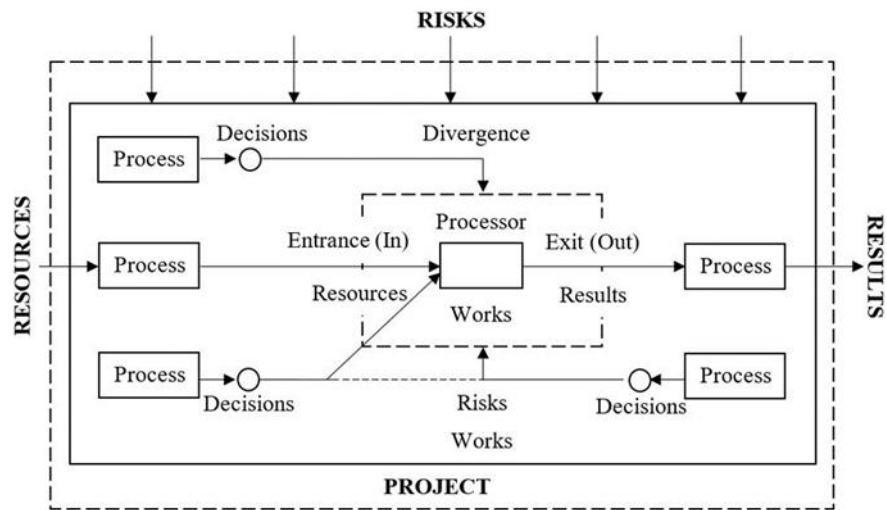 RISKS
Decisions
Divergence
Process
Processor
RESOURCES
Entrance (In)
Exit (Out)
Process
Process
RESULTS
Resources
Works
Results
Process
Process
Decisions
Risks
Decisions
Works
PROJECT